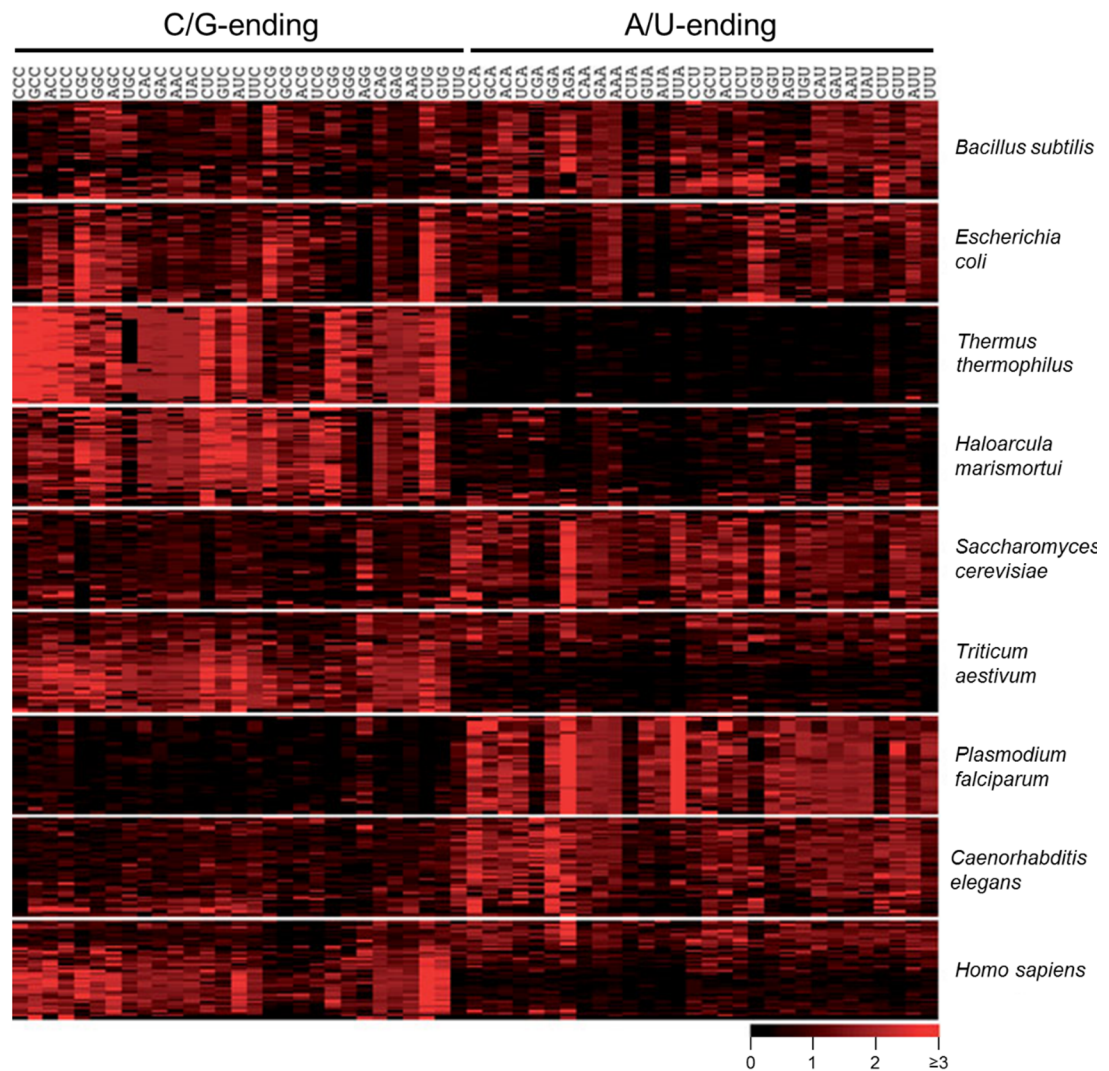 C/G-ending A/U-ending
CCC GCC ACC UCC CGC GGC AGC UGC CAC GAC AAC UAC CUC GUC AUC UUC CCG GCG ACG UCG CGG GGG AGG CAG GAG AAG CUG GUG UUG CCA GCA ACA UCA CGA GGA AGA CAA GAA AAA CUA GUA AUA UUA CCU GCU ACU UCU CGU GGU AGU UGU CAU GAU AAU UAU CUU GUU AUU UUU
Bacillus subtilis
Escherichia
coli
Thermus
thermophilus
Haloarcula
marismortui
Saccharomyces
cerevisiae
Triticum
aestivum
Plasmodium
falciparum
Caenorhabditis
elegans
Homo sapiens
0 1 2 ≥3